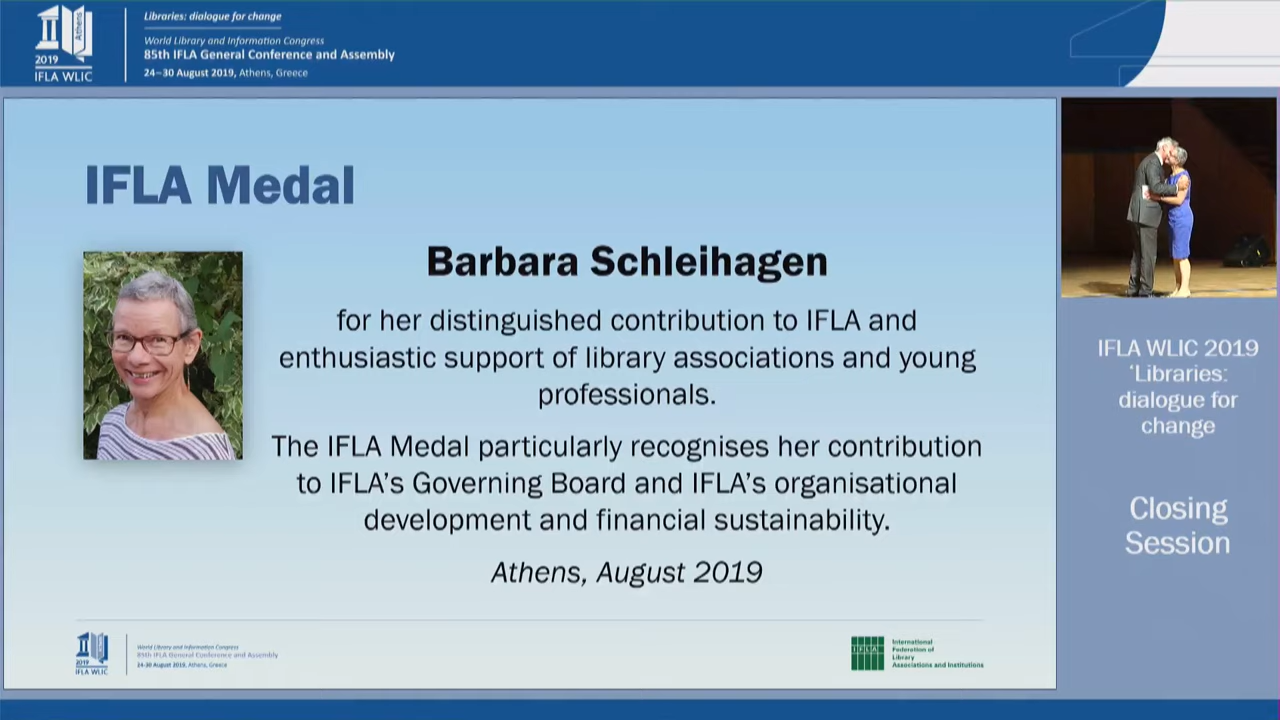 Libraries: dialogue for change
World Library and Information Congress
85th IFLA General Conference and Assembly
24–30 August 2019, Athens, Greece
Athens
2019
IFLA WLIC
IFLA Medal
Barbara Schleihagen
for her distinguished contribution to IFLA and
enthusiastic support of library associations and young
professionals.
The IFLA Medal particularly recognises her contribution
to IFLA's Governing Board and IFLA's organisational
development and financial sustainability.
Athens, August 2019
2019
IFLA WLIC
World Library and Information Congress
85th IFLA General Conference and Assembly
24-30 August 2019, Athens, Greece
IFLA
International
Federation of
Library
Associations and Institutions
IFLA WLIC 2019
‘Libraries:
dialogue for
change
Closing
Session